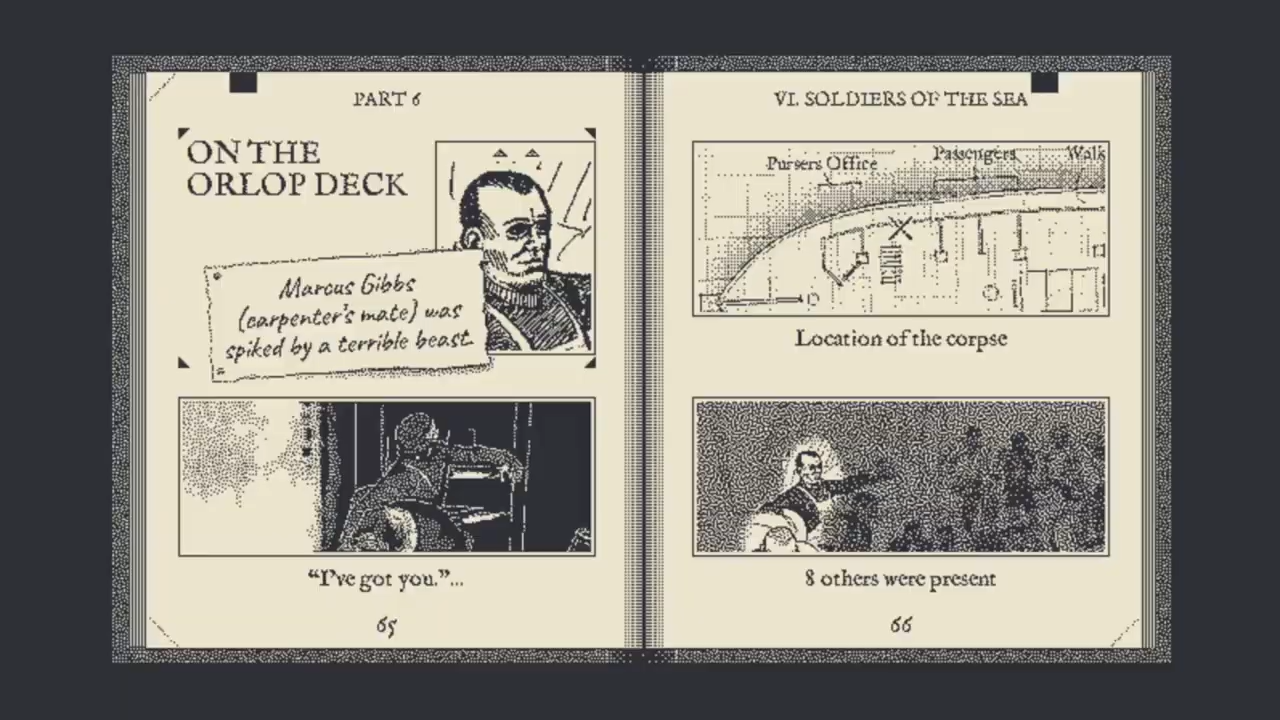 PART 6
ON THE
ORLOP DECK
Marcus Gibbs
(carpenter's mate) was
spiked by a terrible beast.
“I've got you.”...
65
VI. SOLDIERS OF THE SEA
Pursers Office
Passengers
Walk
Location of the corpse
8 others were present
66